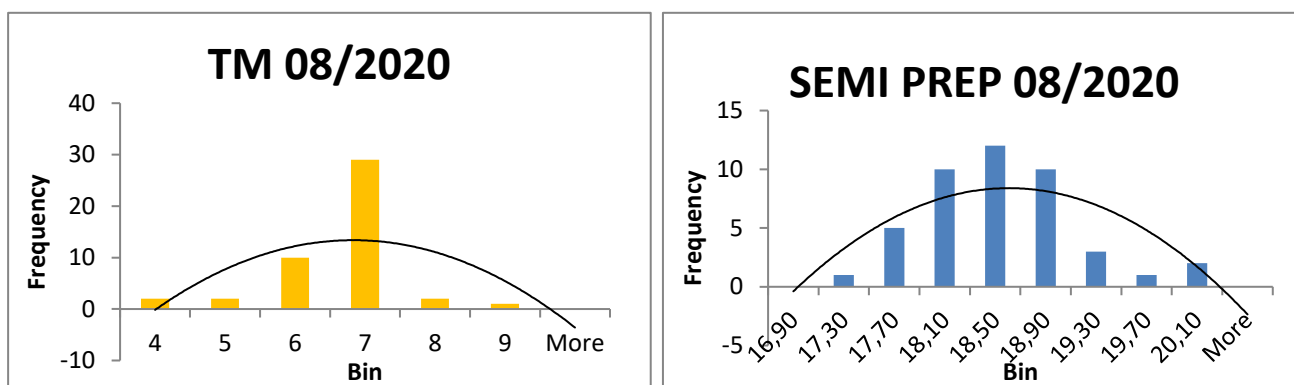 TM 08/2020
40
30
20
10
0
-10
Frequency
4 5 6 7 8 9 More
Bin
SEMI PREP 08/2020
15
10
5
0
-5
Frequency
16,90 17,30 17,70 18,10 18,50 18,90 19,30 19,70 20,10 More
Bin